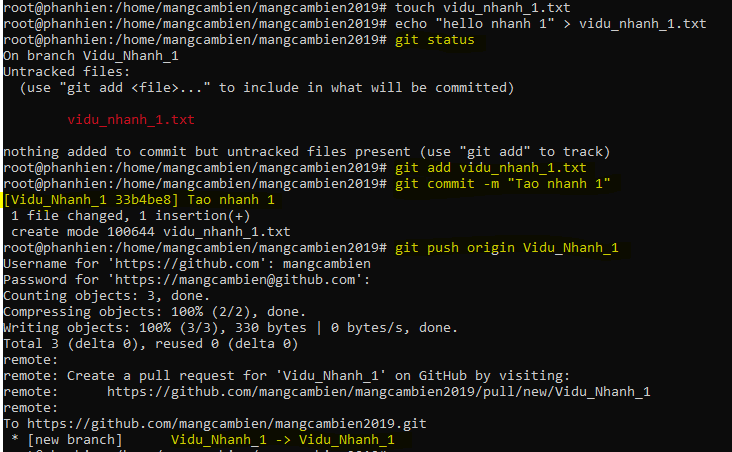 root@phanhien:/home/mangcambien/mangcambien2019# touch vidu_nhanh_1.txt
root@phanhien:/home/mangcambien/mangcambien2019# echo "hello nhanh 1" > vidu_nhanh_1.txt
root@phanhien:/home/mangcambien/mangcambien2019# git status
On branch Vidu_Nhanh_1
Untracked files:
  (use "git add <file>..." to include in what will be committed)

        vidu_nhanh_1.txt

nothing added to commit but untracked files present (use "git add" to track)
root@phanhien:/home/mangcambien/mangcambien2019# git add vidu_nhanh_1.txt
root@phanhien:/home/mangcambien/mangcambien2019# git commit -m "Tao nhanh 1"
[Vidu_Nhanh_1 33b4be8] Tao nhanh 1
 1 file changed, 1 insertion(+)
 create mode 100644 vidu_nhanh_1.txt
root@phanhien:/home/mangcambien/mangcambien2019# git push origin Vidu_Nhanh_1
Username for 'https://github.com': mangcambien
Password for 'https://mangcambien@github.com':
Counting objects: 3, done.
Compressing objects: 100% (2/2), done.
Writing objects: 100% (3/3), 330 bytes | 0 bytes/s, done.
Total 3 (delta 0), reused 0 (delta 0)
remote:
remote: Create a pull request for 'Vidu_Nhanh_1' on GitHub by visiting:
remote:      https://github.com/mangcambien/mangcambien2019/pull/new/Vidu_Nhanh_1
remote:
To https://github.com/mangcambien/mangcambien2019.git
 * [new branch]      Vidu_Nhanh_1 -> Vidu_Nhanh_1